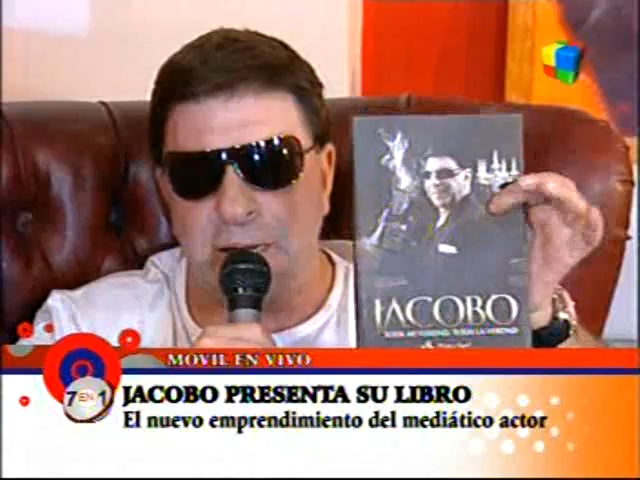 JACOBO
MOVIL EN VIVO
7 EN 1
JACOBO PRESENTA SU LIBRO
El nuevo emprendimiento del mediático actor